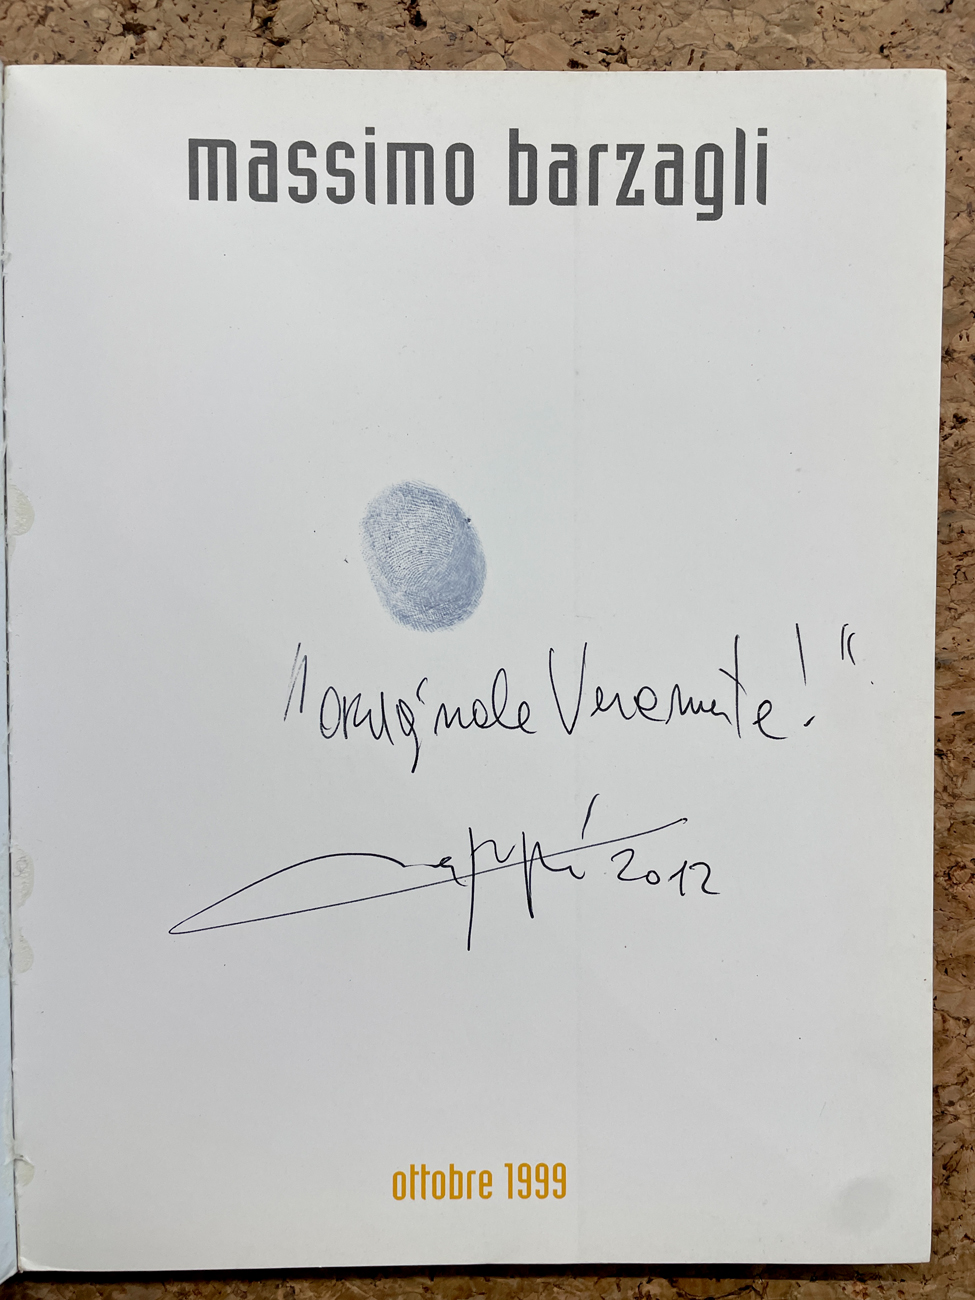 massimo barzagli
"originale Veramente!"
2012
ottobre 1999